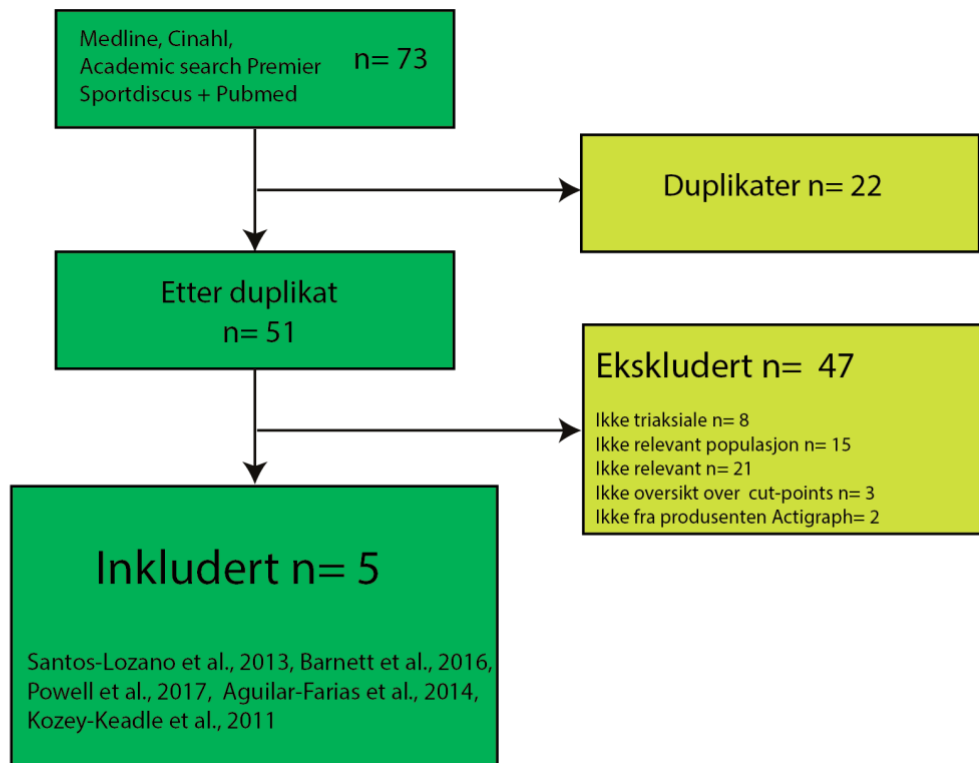 Medline, Cinahl,
Academic search Premier
Sportdiscus + Pubmed
n= 73
Duplikater n= 22
Etter duplikat
n= 51
Ekskludert n= 47
Ikke triaksiale n= 8
Ikke relevant populasjon n= 15
Ikke relevant n= 21
Ikke oversikt over cut-points n= 3
Ikke fra produsenten Actigraph= 2
Inkludert n= 5
Santos-Lozano et al., 2013, Barnett et al., 2016,
Powell et al., 2017, Aguilar-Farias et al., 2014,
Kozey-Keadle et al., 2011